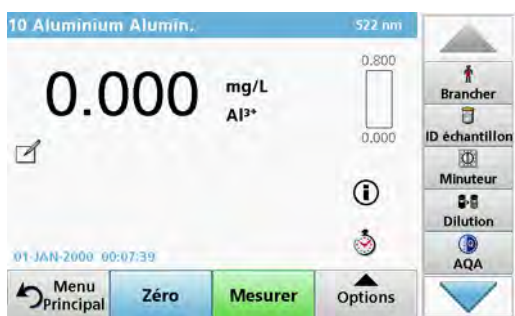 10 Aluminium Alumin.
522 nm
0.800
0.000
mg/L
Al³⁺
0.000
01-JAN-2000 00:07:39
Menu
Principal
Zéro
Mesurer
Options
Brancher
ID échantillon
Minuteur
Dilution
AQA